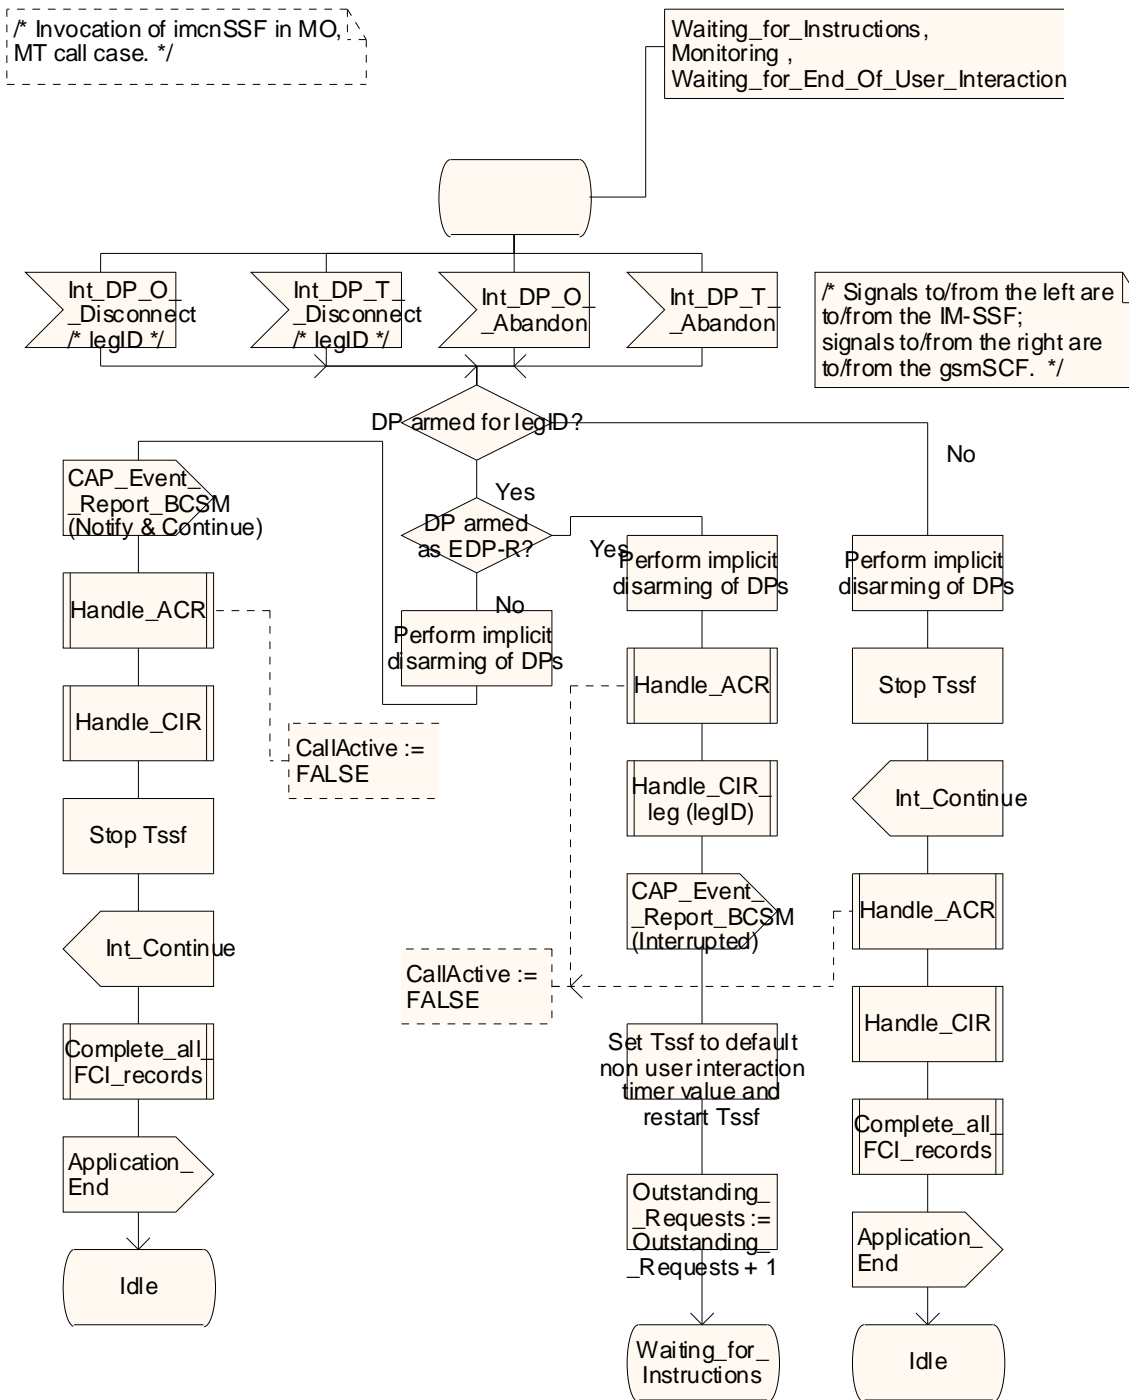 /* Invocation of imcnSSF in MO,
MT call case. */
Waiting_for_Instructions,
Monitoring ,
Waiting_for_End_Of_User_Interaction
Int_DP_O_
_Disconnect
/* legID */
Int_DP_T_
_Disconnect
/* legID */
Int_DP_O_
_Abandon
Int_DP_T_
_Abandon
/* Signals to/from the left are
to/from the IM-SSF;
signals to/from the right are
to/from the gsmSCF.  */
DP armed for legID?
No
Yes
CAP_Event_
_Report_BCSM
(Notify & Continue)
Handle_ACR
Handle_CIR
CallActive :=
FALSE
Stop Tssf
Int_Continue
Complete_all_
FCI_records
Application_
End
Idle
DP armed
as EDP-R?
Yes
No
Perform implicit
disarming of DPs
Perform implicit
disarming of DPs
Handle_ACR
Handle_CIR_
leg (legID)
CAP_Event_
_Report_BCSM
(Interrupted)
CallActive :=
FALSE
Set Tssf to default
non user interaction
timer value and
restart Tssf
Outstanding_
_Requests :=
Outstanding_
_Requests + 1
Waiting_for_
Instructions
Perform implicit
disarming of DPs
Stop Tssf
Int_Continue
Handle_ACR
Handle_CIR
Complete_all_
FCI_records
Application_
End
Idle